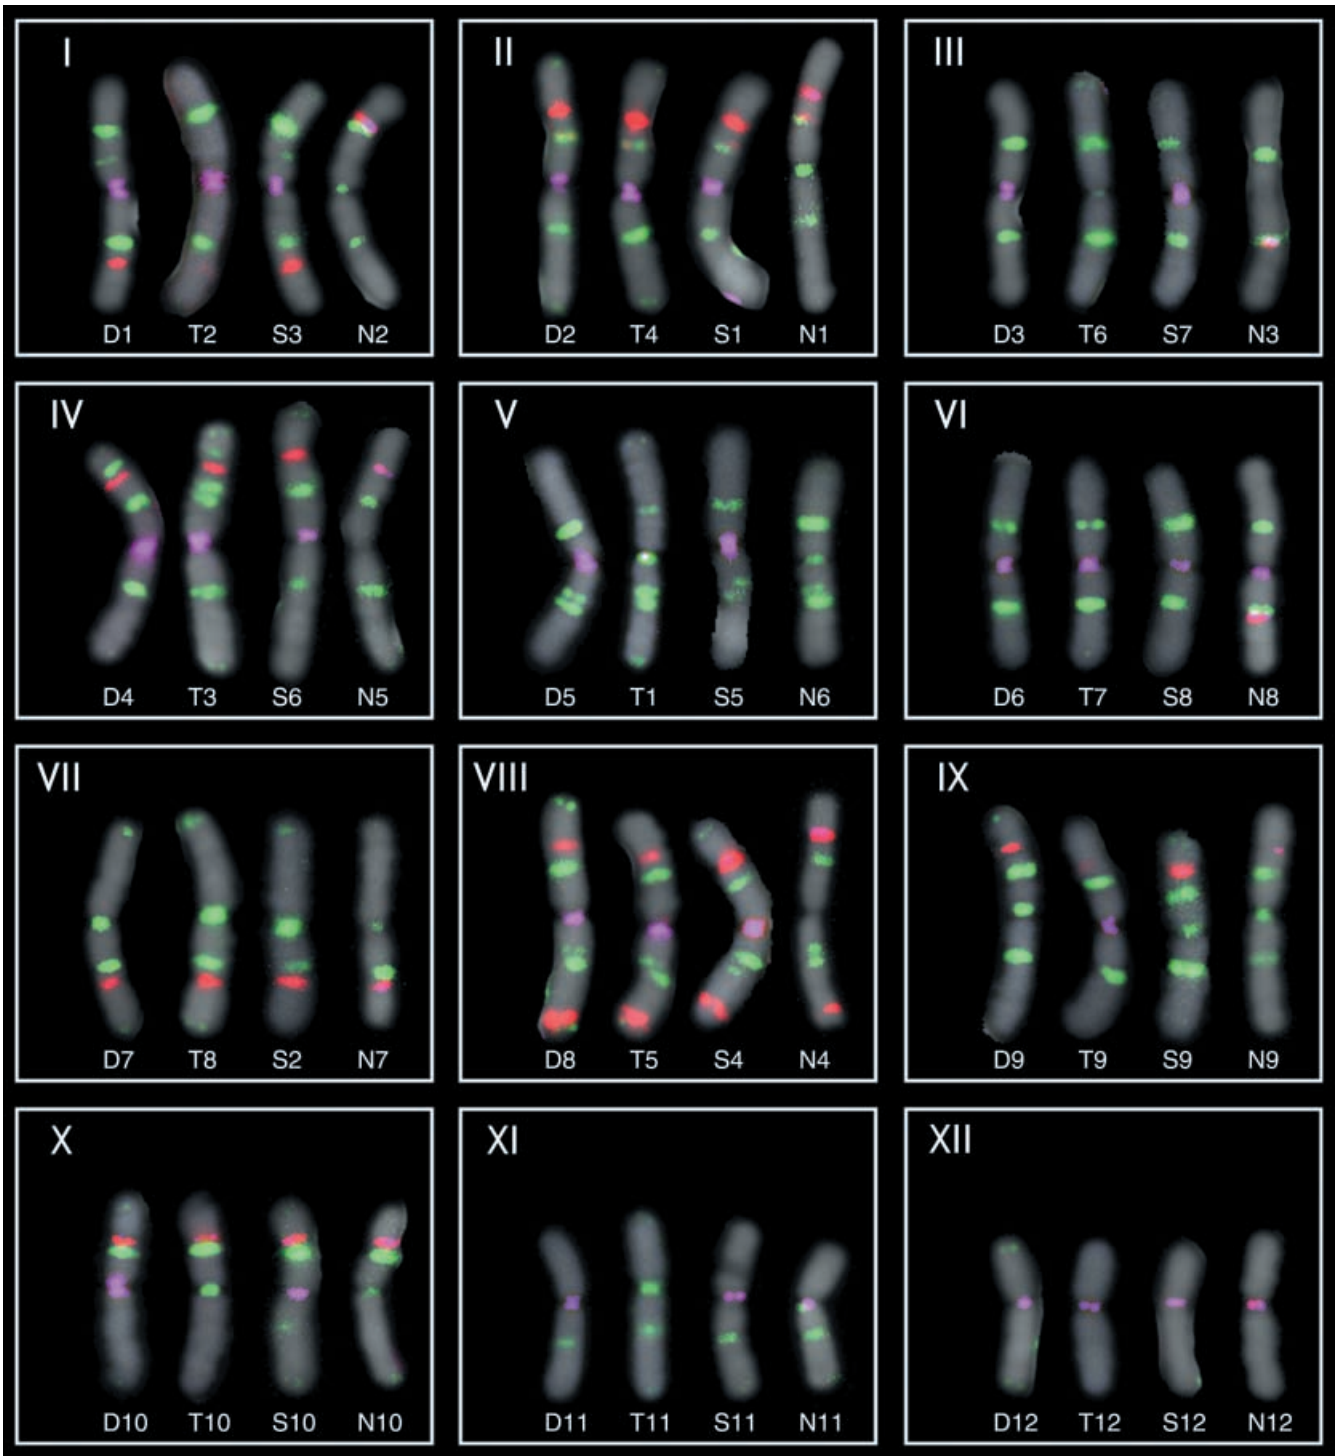 I
D1 T2 S3 N2
II
D2 T4 S1 N1
III
D3 T6 S7 N3
IV
D4 T3 S6 N5
V
D5 T1 S5 N6
VI
D6 T7 S8 N8
VII
D7 T8 S2 N7
VIII
D8 T5 S4 N4
IX
D9 T9 S9 N9
X
D10 T10 S10 N10
XI
D11 T11 S11 N11
XII
D12 T12 S12 N12